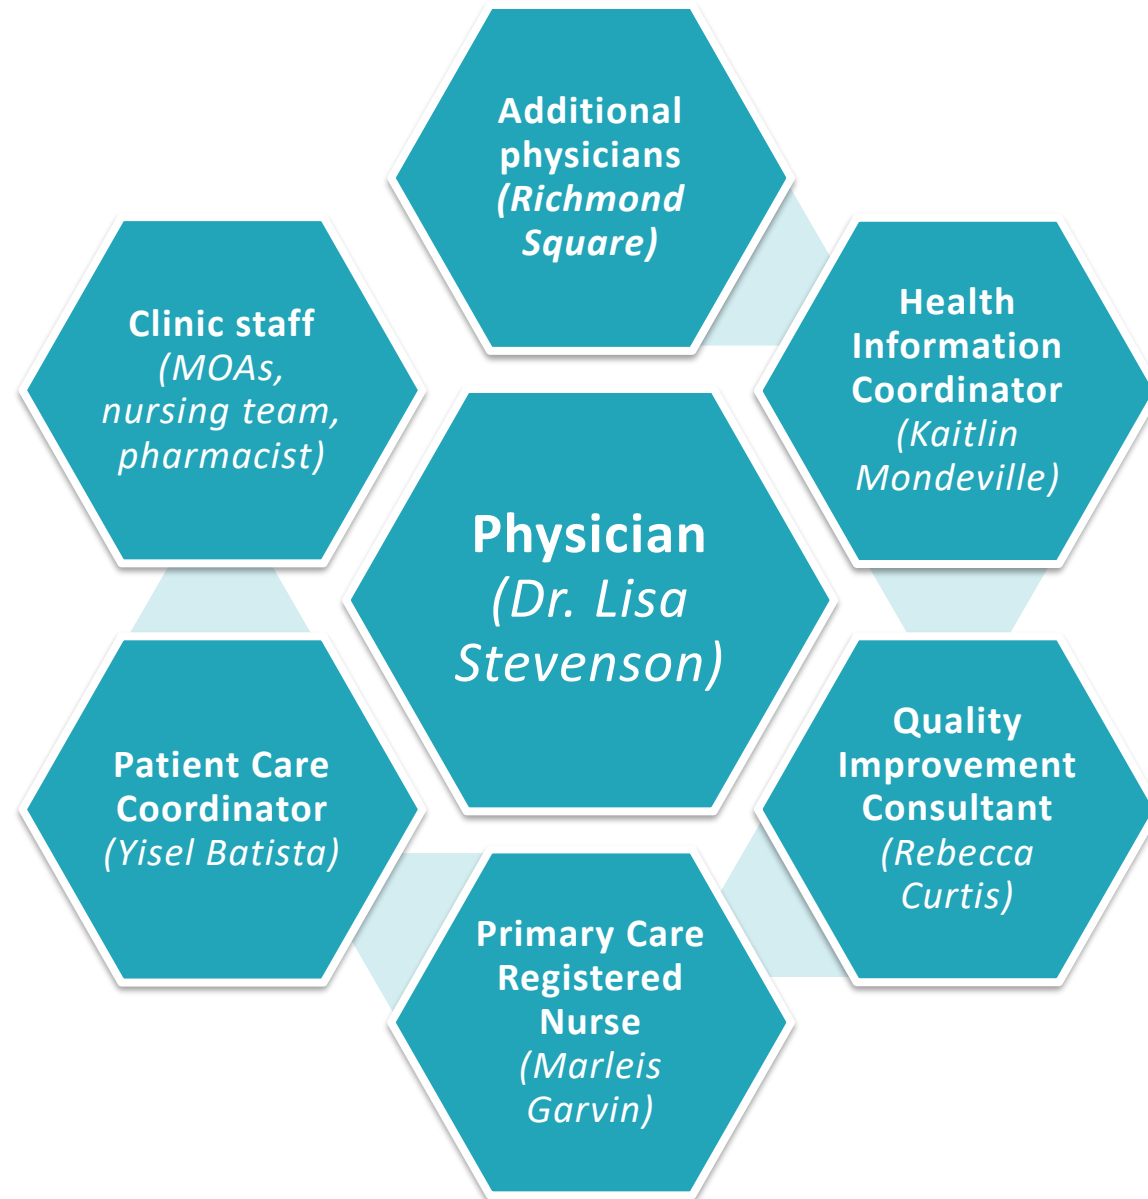 Additional
physicians
(Richmond
Square)
Health
Information
Coordinator
(Kaitlin
Mondeville)
Clinic staff
(MOAs,
nursing team,
pharmacist)
Physician
(Dr. Lisa
Stevenson)
Quality
Improvement
Consultant
(Rebecca
Curtis)
Patient Care
Coordinator
(Yisel Batista)
Primary Care
Registered
Nurse
(Marleis
Garvin)